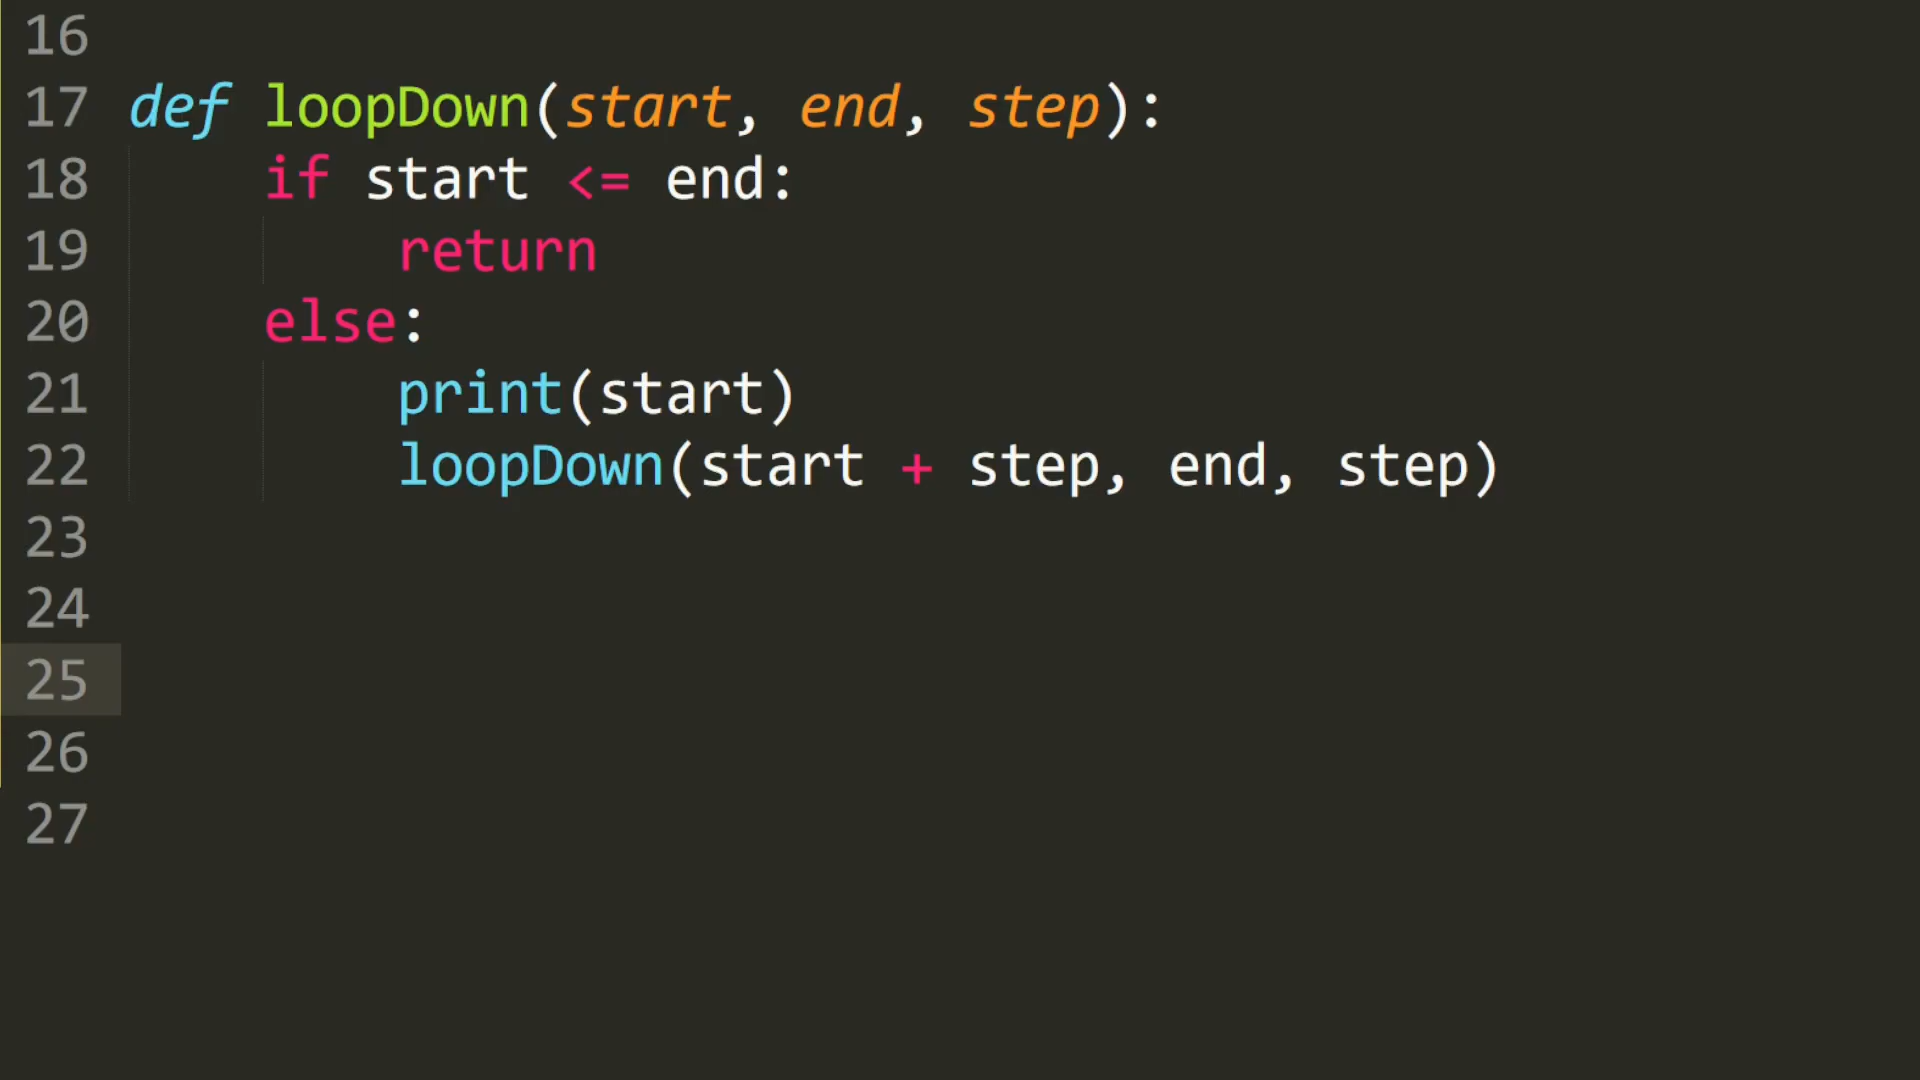 16
17 def loopDown(start, end, step):
18     if start <= end:
19         return
20     else:
21         print(start)
22         loopDown(start + step, end, step)
23
24
25
26
27